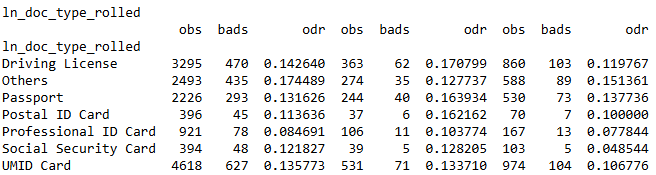 ln_doc_type_rolled
obs bads odr obs bads odr obs bads odr
ln_doc_type_rolled
Driving License 3295 470 0.142640 363 62 0.170799 860 103 0.119767
Others 2493 435 0.174489 274 35 0.127737 588 89 0.151361
Passport 2226 293 0.131626 244 40 0.163934 530 73 0.137736
Postal ID Card 396 45 0.113636 37 6 0.162162 70 7 0.100000
Professional ID Card 921 78 0.084691 106 11 0.103774 167 13 0.077844
Social Security Card 394 48 0.121827 39 5 0.128205 103 5 0.048544
UMID Card 4618 627 0.135773 531 71 0.133710 974 104 0.106776